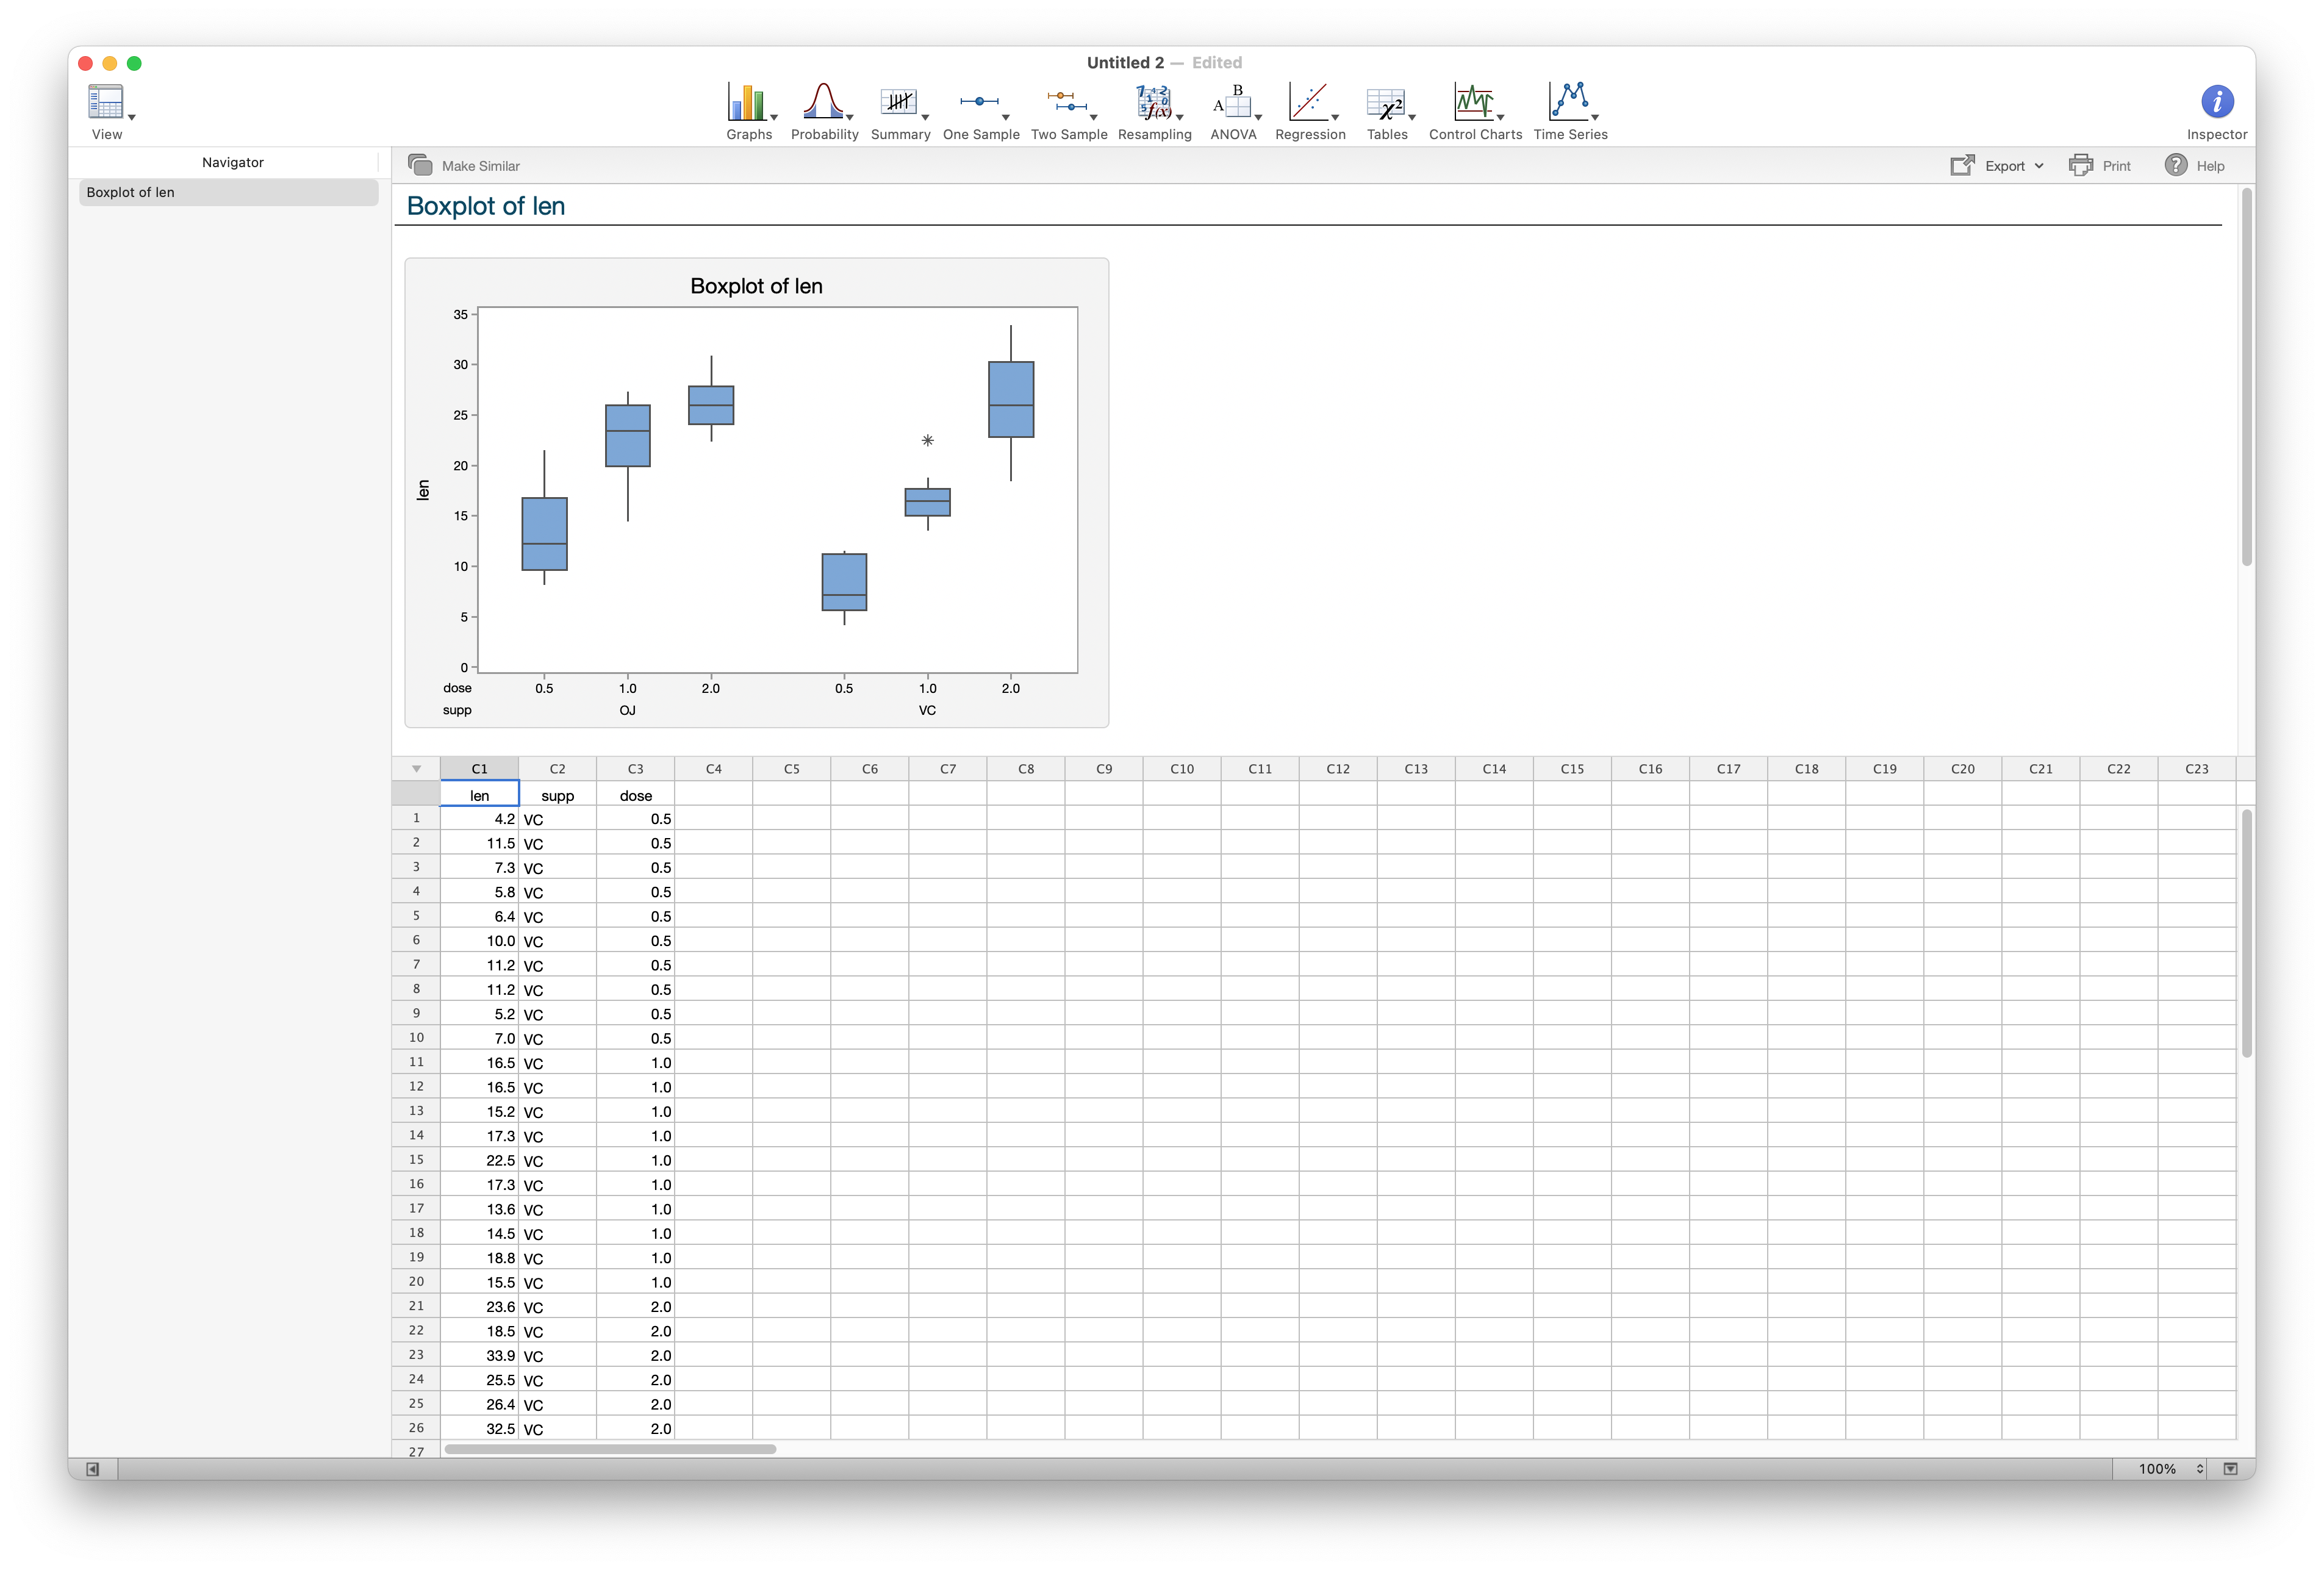 Untitled 2 — Edited
View
Graphs Probability Summary One Sample Two Sample Resampling ANOVA Regression Tables Control Charts Time Series Inspector
Navigator
Boxplot of len
Make Similar Export Print Help
Boxplot of len
Boxplot of len
35
30
25
20
15
10
5
0
len
dose 0.5 1.0 2.0 0.5 1.0 2.0
supp OJ VC
C1 C2 C3 C4 C5 C6 C7 C8 C9 C10 C11 C12 C13 C14 C15 C16 C17 C18 C19 C20 C21 C22 C23
len supp dose
1 4.2 VC 0.5
2 11.5 VC 0.5
3 7.3 VC 0.5
4 5.8 VC 0.5
5 6.4 VC 0.5
6 10.0 VC 0.5
7 11.2 VC 0.5
8 11.2 VC 0.5
9 5.2 VC 0.5
10 7.0 VC 0.5
11 16.5 VC 1.0
12 16.5 VC 1.0
13 15.2 VC 1.0
14 17.3 VC 1.0
15 22.5 VC 1.0
16 17.3 VC 1.0
17 13.6 VC 1.0
18 14.5 VC 1.0
19 18.8 VC 1.0
20 15.5 VC 1.0
21 23.6 VC 2.0
22 18.5 VC 2.0
23 33.9 VC 2.0
24 25.5 VC 2.0
25 26.4 VC 2.0
26 32.5 VC 2.0
27
100%